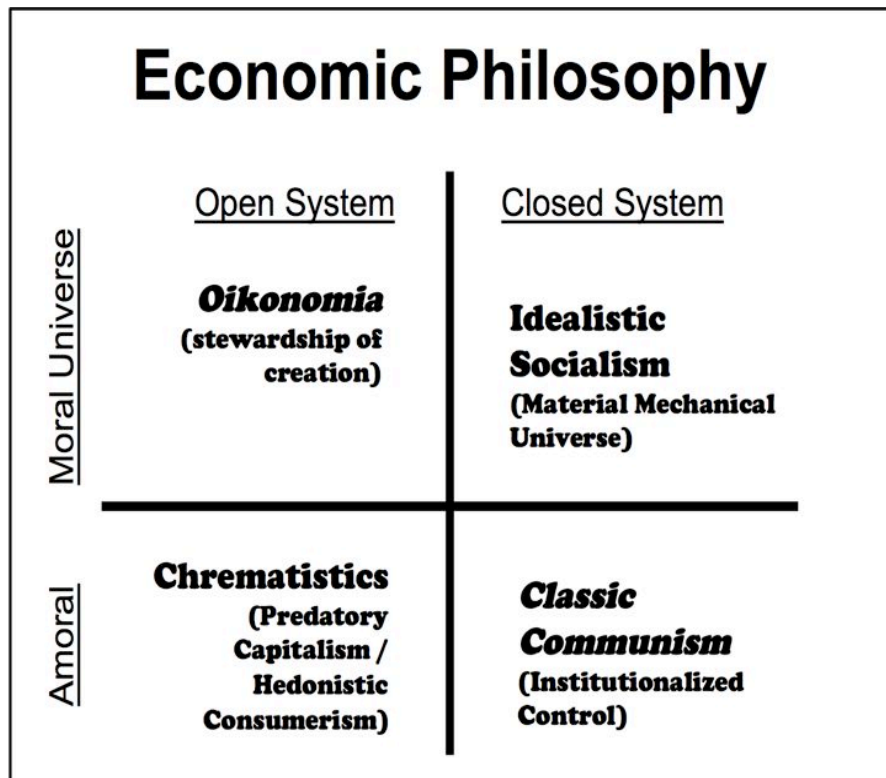 Economic Philosophy
Open System
Closed System
Moral Universe
Oikonomia
(stewardship of
creation)
Idealistic
Socialism
(Material Mechanical
Universe)
Amoral
Chrematistics
(Predatory
Capitalism /
Hedonistic
Consumerism)
Classic
Communism
(Institutionalized
Control)